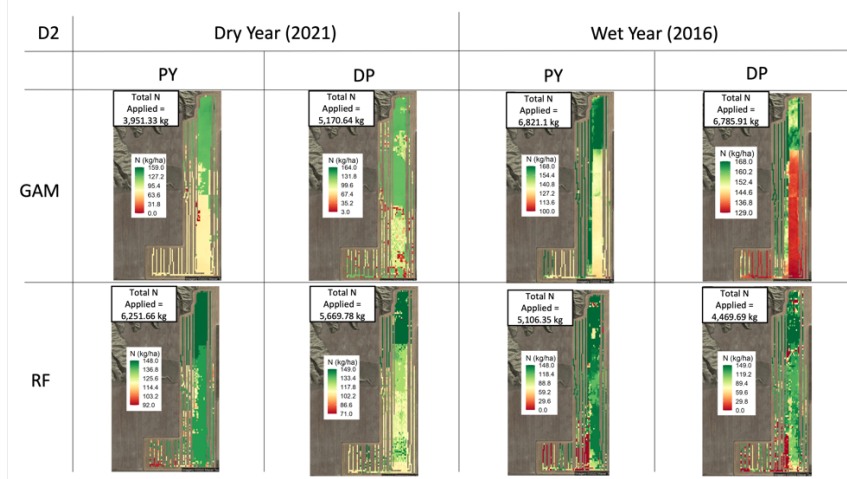 D2
Dry Year (2021)
Wet Year (2016)
PY
DP
PY
DP
GAM
Total N
Applied =
3,951.33 kg
N (kg/ha)
159.0
127.2
95.4
63.6
31.8
0.0
Total N
Applied =
5,170.64 kg
N (kg/ha)
164.0
131.8
99.6
67.4
35.2
3.0
Total N
Applied =
6,821.1 kg
N (kg/ha)
168.0
154.4
140.8
127.2
113.6
100.0
Total N
Applied =
6,785.91 kg
N (kg/ha)
168.0
160.2
152.4
144.6
136.8
129.0
RF
Total N
Applied =
6,251.66 kg
N (kg/ha)
148.0
136.8
125.6
114.4
103.2
92.0
Total N
Applied =
5,669.78 kg
N (kg/ha)
149.0
133.4
117.8
102.2
86.6
71.0
Total N
Applied =
5,106.35 kg
N (kg/ha)
148.0
118.4
88.8
59.2
29.6
0.0
Total N
Applied =
4,469.69 kg
N (kg/ha)
149.0
119.2
89.4
59.6
29.8
0.0